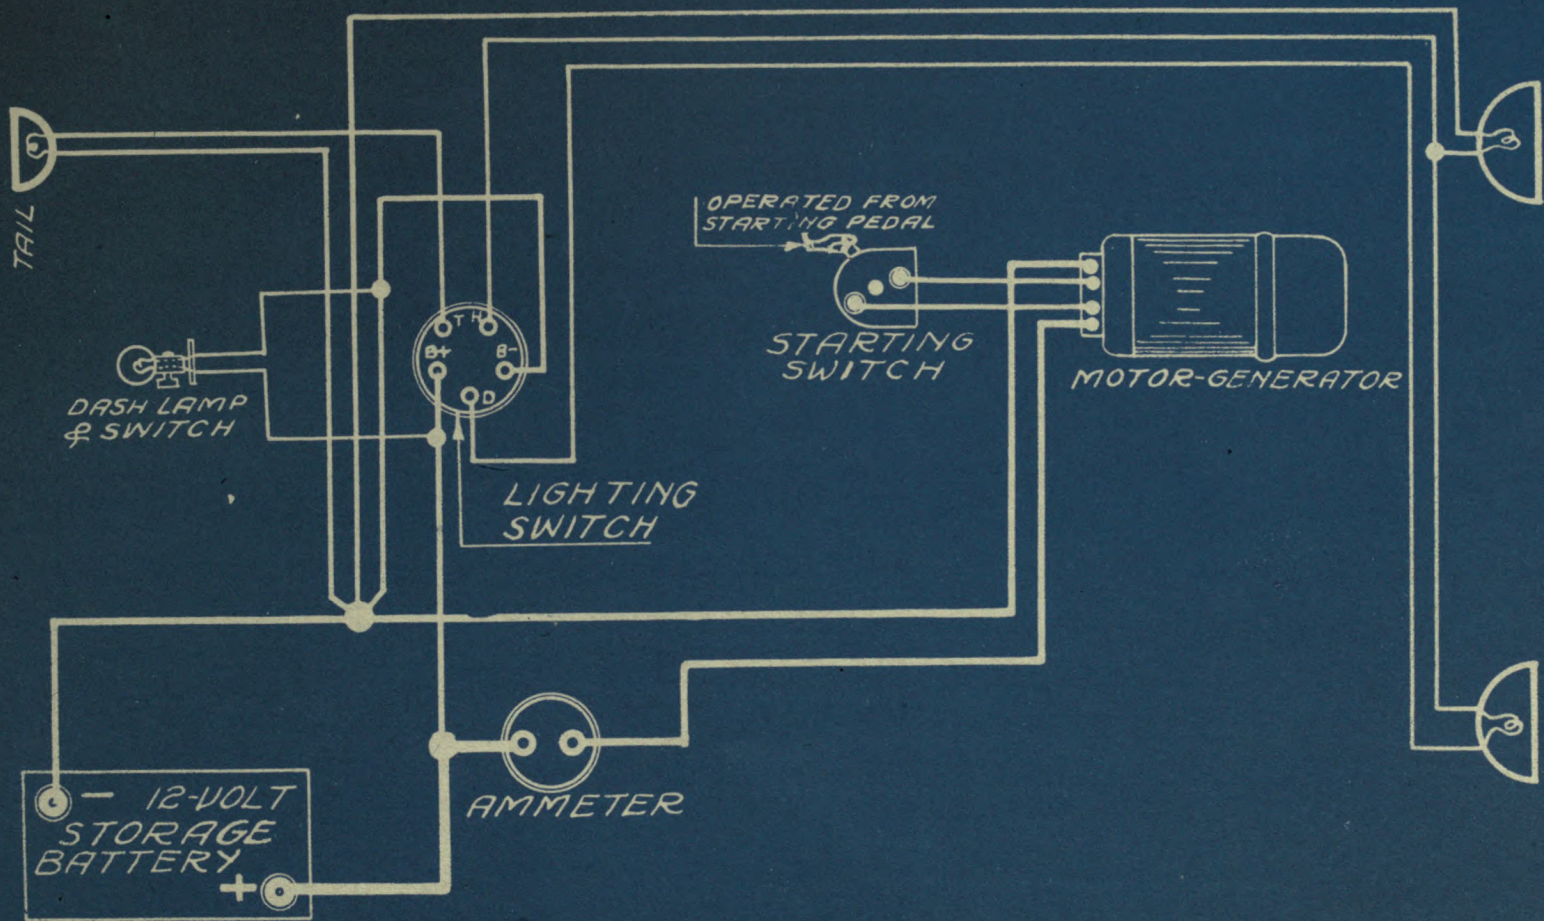 TAIL
OPERATED FROM
STARTING PEDAL
T H
B+ B-
D
STARTING
SWITCH
MOTOR-GENERATOR
DASH LAMP
& SWITCH
LIGHTING
SWITCH
AMMETER
- 12-VOLT
STORAGE
BATTERY
+